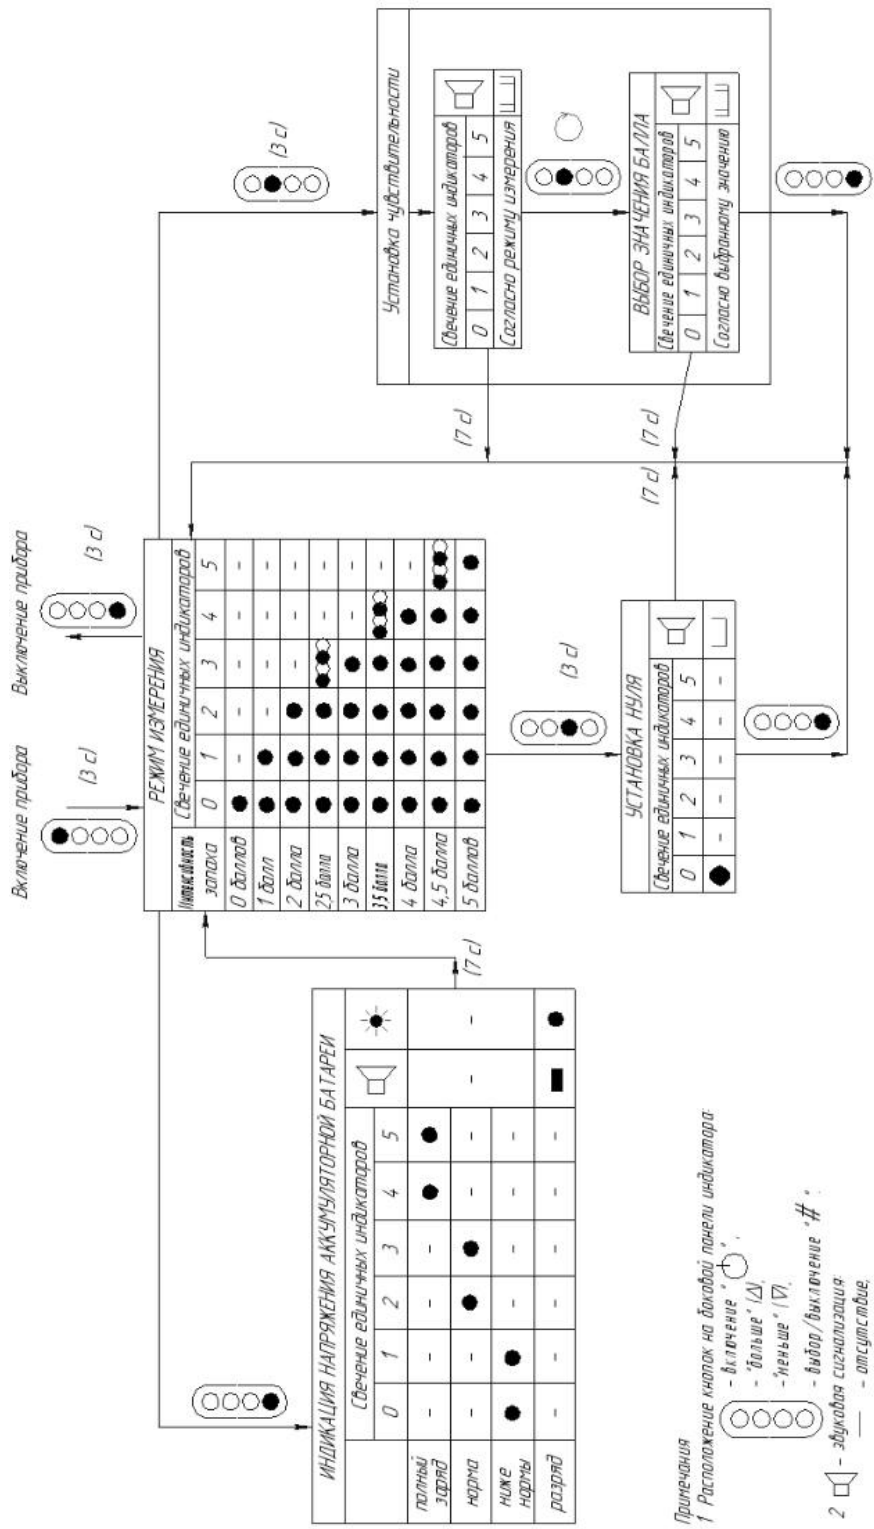 Включение прибора
Выключение прибора
(3 с)
(3 с)
РЕЖИМ ИЗМЕРЕНИЯ
Интенсивность запаха
Свечение единичных индикаторов
0 1 2 3 4 5
0 баллов – – – – –
1 балл – – – –
2 балла – – –
2,5 балла – –
3 балла – –
3,5 балла –
4 балла –
4,5 балла
5 баллов
(3 с)
Установка чувствительности
Свечение единичных индикаторов
0 1 2 3 4 5
Согласно режиму измерения
ВЫБОР ЗНАЧЕНИЯ БАЛЛА
Свечение единичных индикаторов
0 1 2 3 4 5
Согласно выбранному значению
(7 с)
(7 с)
(7 с)
(3 с)
УСТАНОВКА НУЛЯ
Свечение единичных индикаторов
0 1 2 3 4 5
– – – – –
(7 с)
ИНДИКАЦИЯ НАПРЯЖЕНИЯ АККУМУЛЯТОРНОЙ БАТАРЕИ
Свечение единичных индикаторов
0 1 2 3 4 5
полный заряд – – – –
норма – – – – – –
ниже нормы – – – –
разряд – – – – – –
Примечания
1 Расположение кнопок на боковой панели индикатора:
– включение " ",
– "больше" (△),
– "меньше" (▽),
– выбор/выключение "#".
2 – звуковая сигнализация:
— – отсутствие,